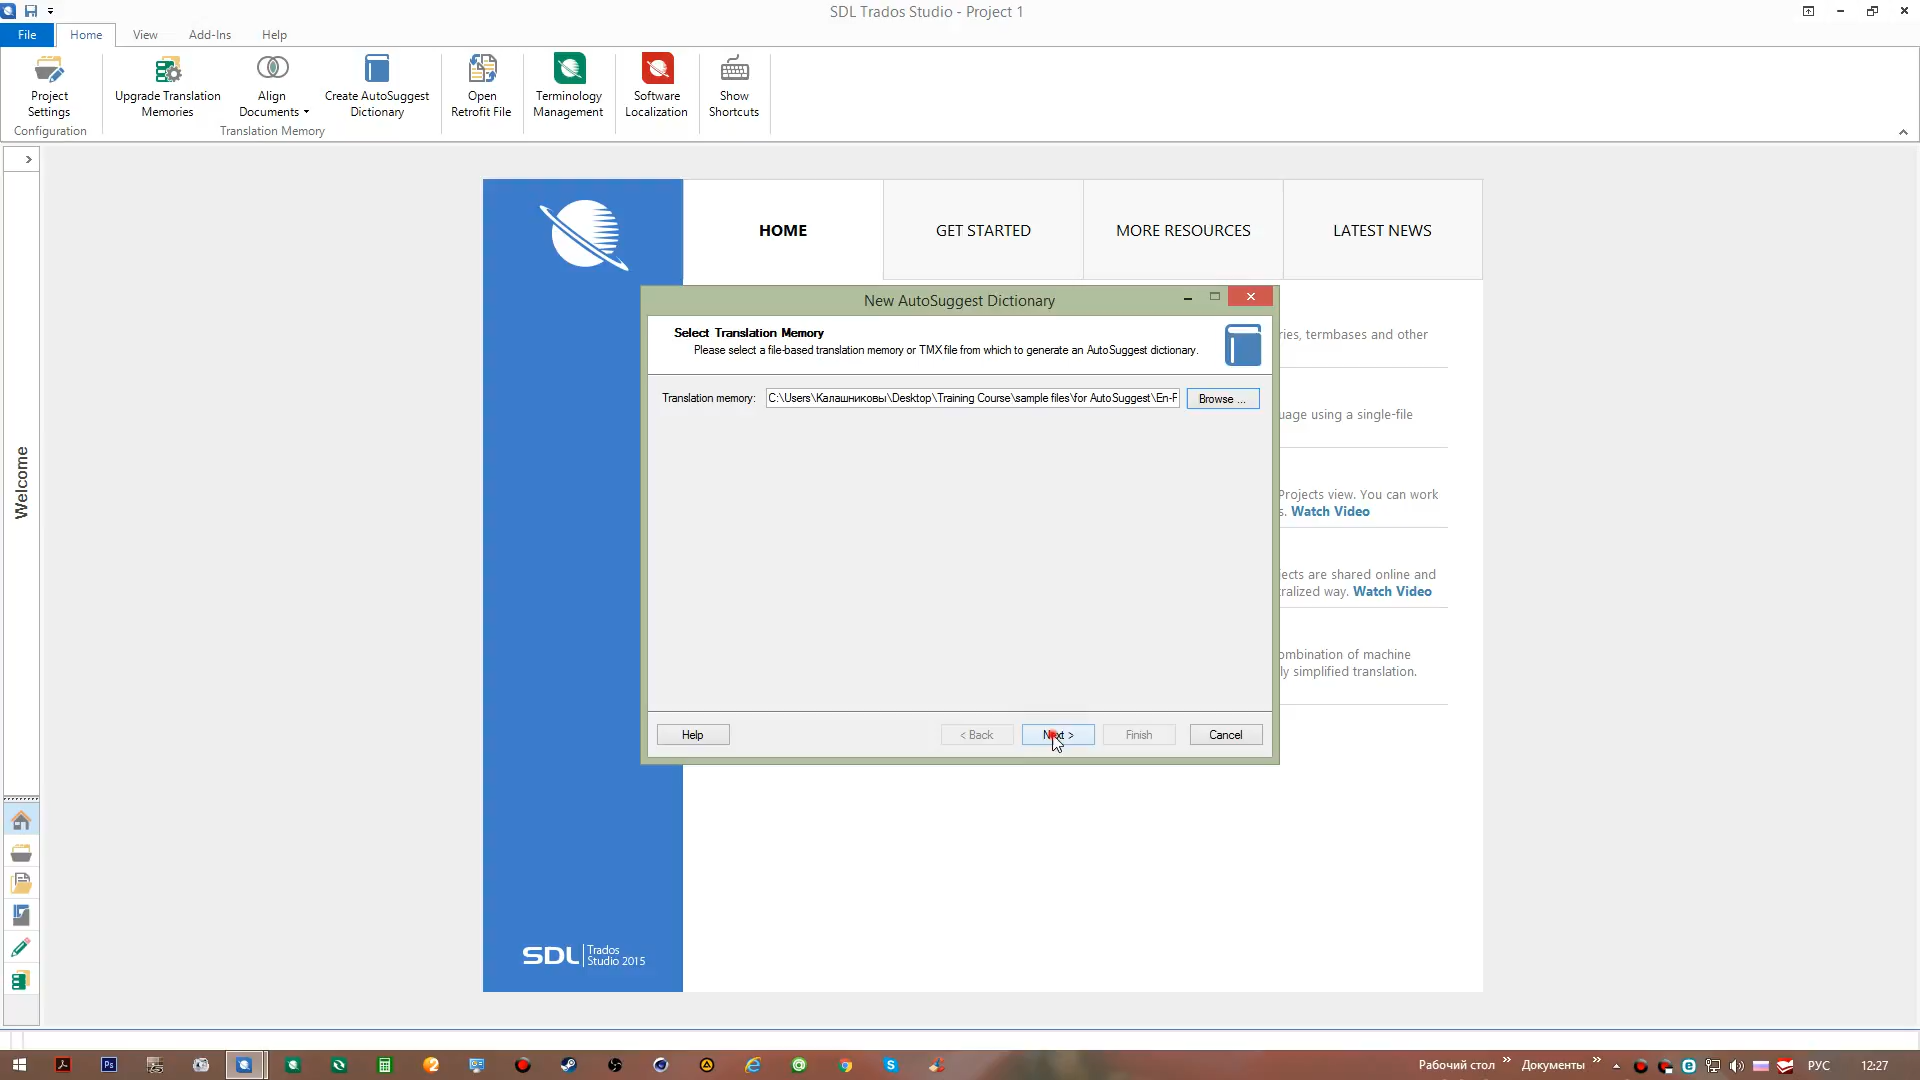 SDL Trados Studio - Project 1
File
Home
View
Add-Ins
Help
Project
Settings
Upgrade Translation
Memories
Align
Documents
Create AutoSuggest
Dictionary
Open
Retrofit File
Terminology
Management
Software
Localization
Show
Shortcuts
Configuration
Translation Memory
Welcome
HOME
GET STARTED
MORE RESOURCES
LATEST NEWS
New AutoSuggest Dictionary
Select Translation Memory
Please select a file-based translation memory or TMX file from which to generate an AutoSuggest dictionary.
Translation memory:
C:\Users\Калашниковы\Desktop\Training Course\sample files\for AutoSuggest\En-
Browse ...
termbases and other
using a single-file
Projects view. You can work
Watch Video
are shared online and
way. Watch Video
of machine
simplified translation.
Help
< Back
Next >
Finish
Cancel
SDL
Trados
Studio 2015
Ps
Рабочий стол »
Документы »
РУС
12:27